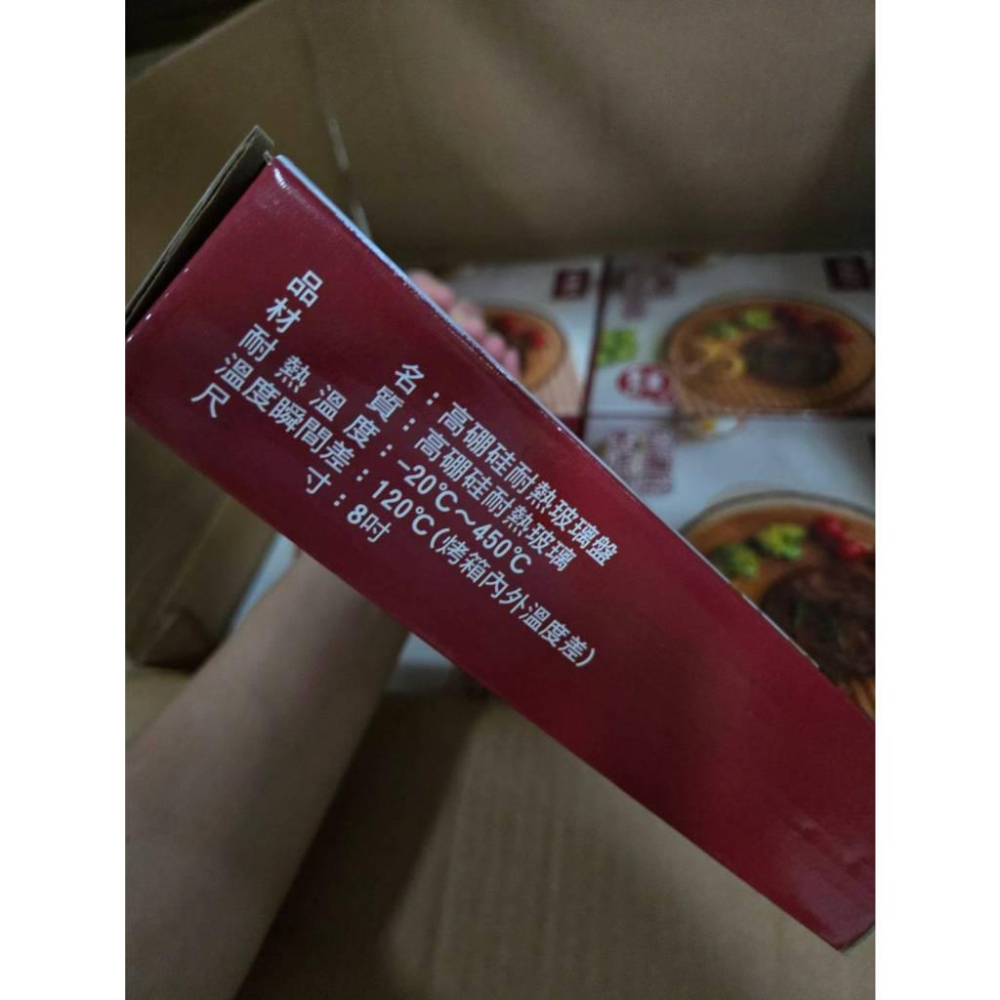 品名：高硼硅耐熱玻璃盤
材質：高硼硅耐熱玻璃
耐熱溫度：-20℃～450℃
溫度瞬間差：120℃(烤箱內外溫度差)
尺寸：8吋